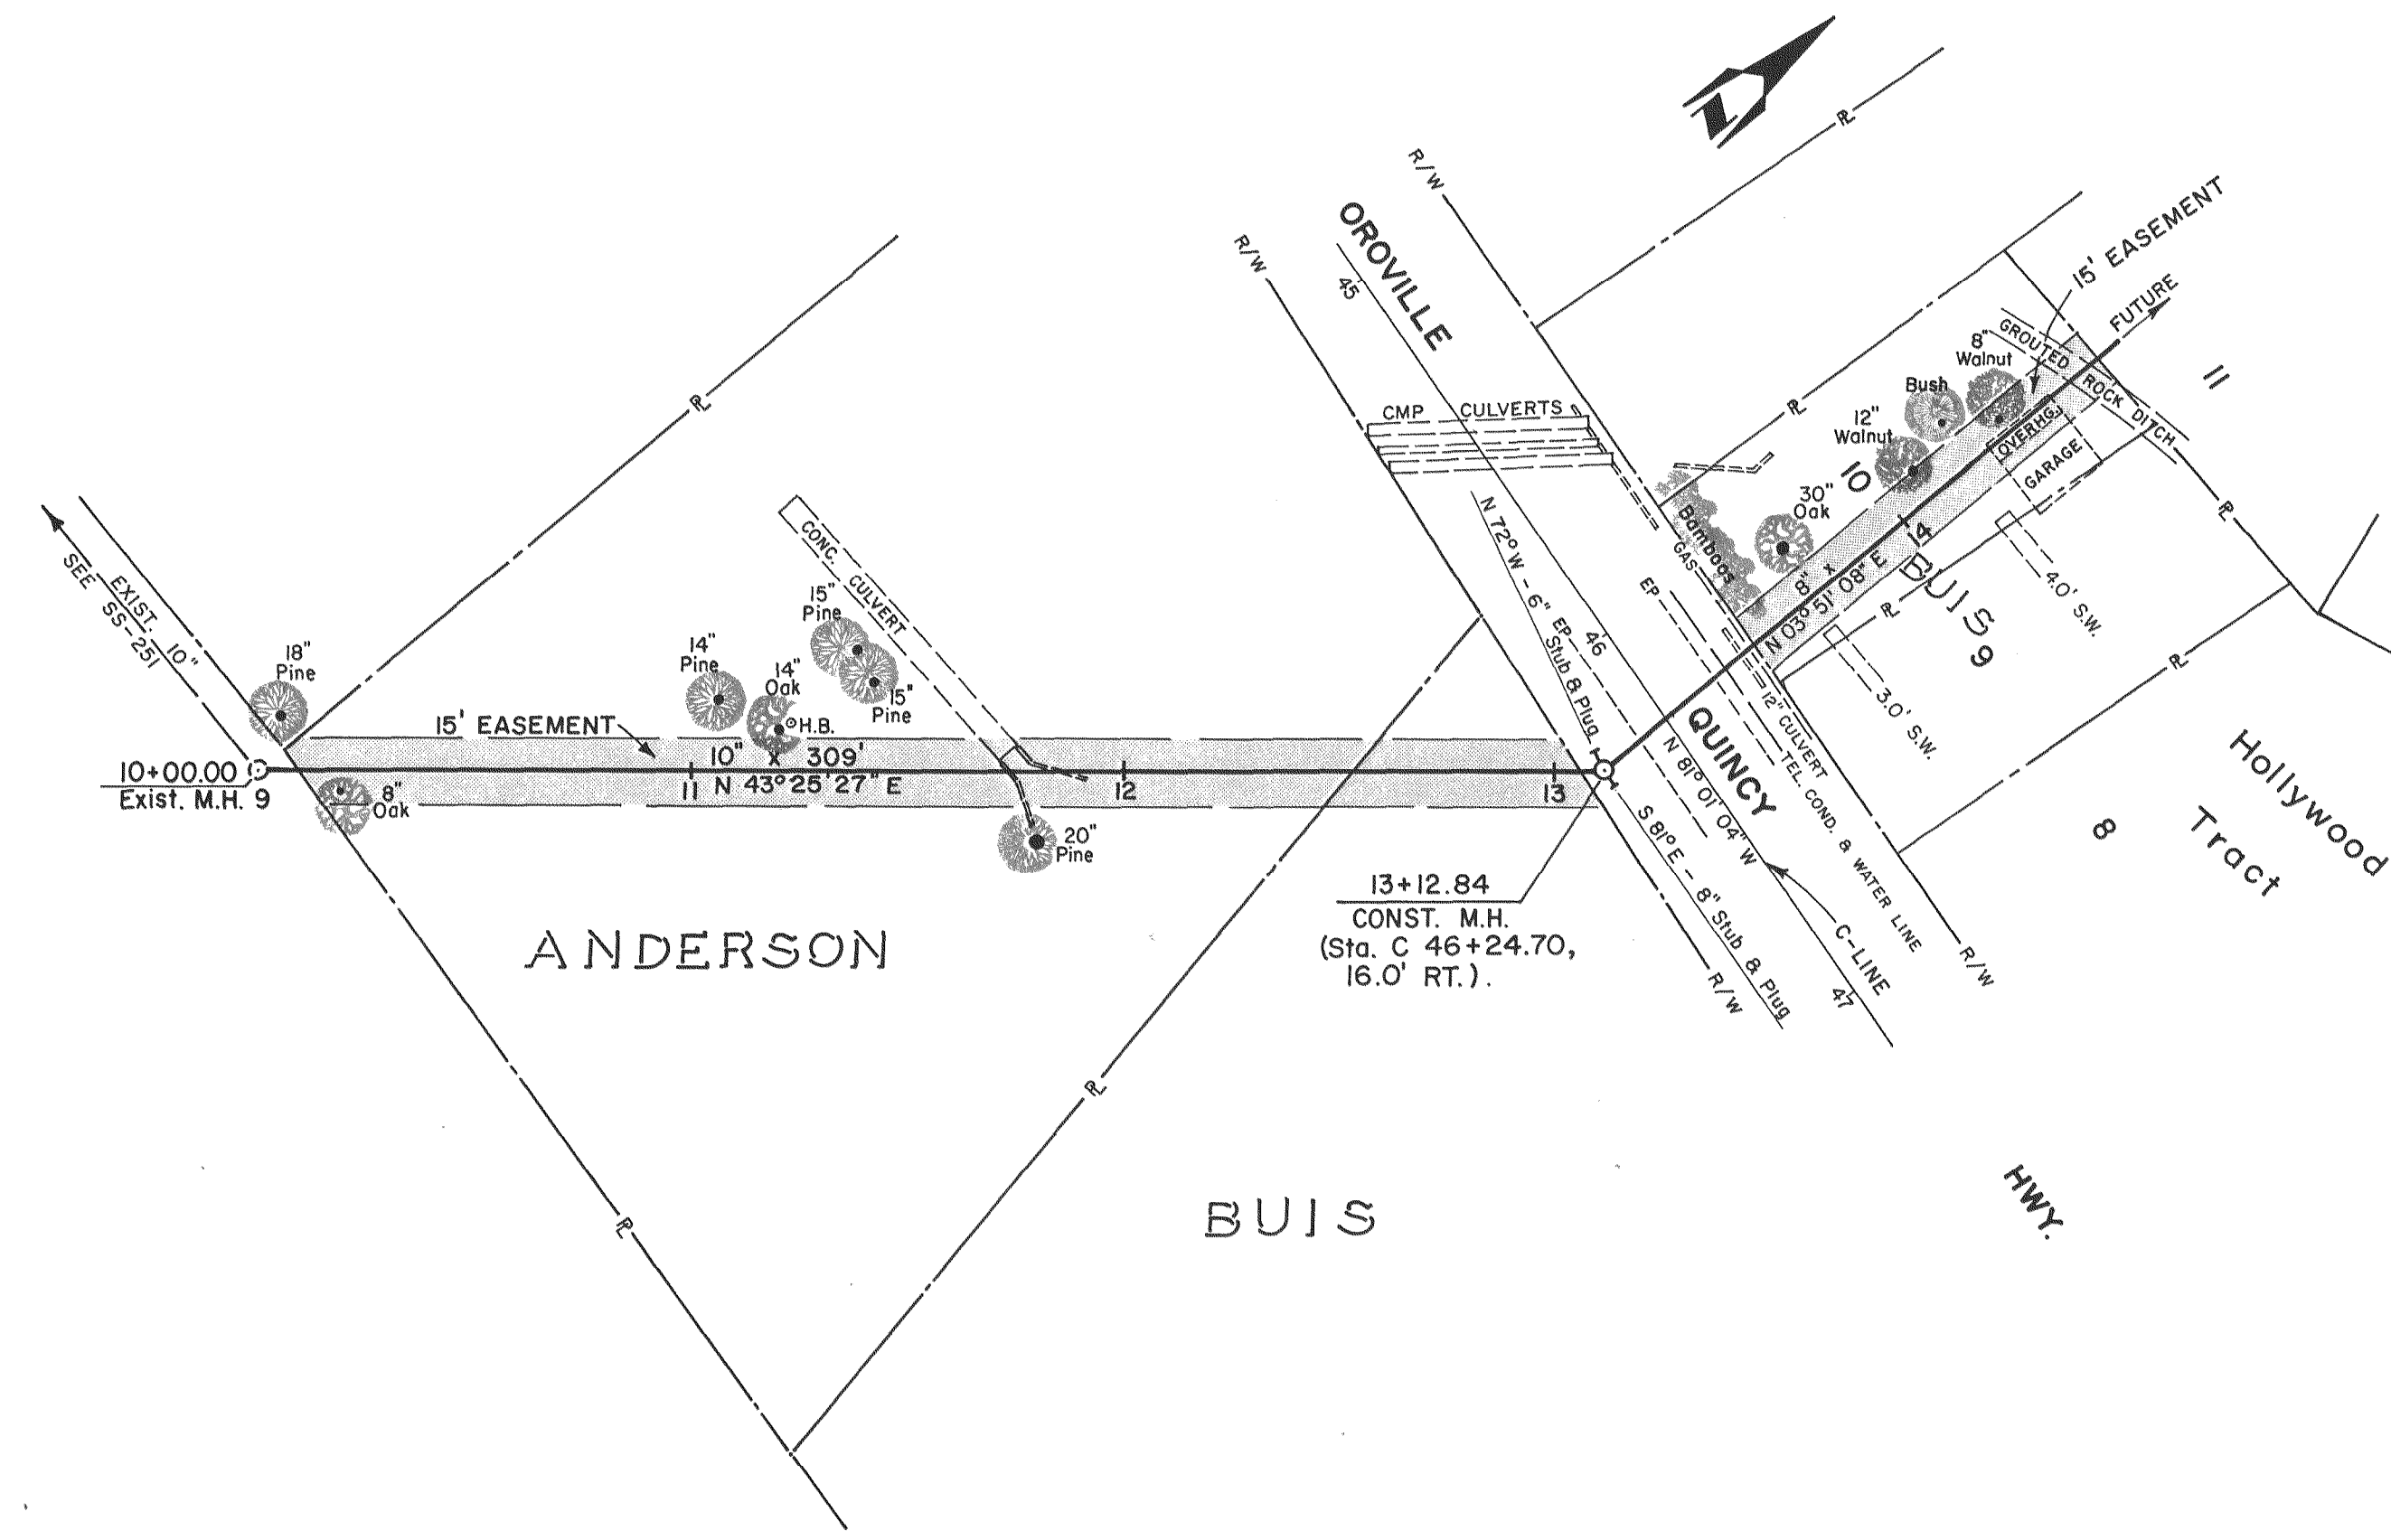 N
R/W
R/W
OROVILLE
45
P/L
P/L
15' EASEMENT
FUTURE
GROUTED ROCK DITCH
8"
Walnut
Bush
12"
Walnut
OVERHG.
GARAGE
11
CMP CULVERTS
10
30"
Oak
Bamboos
GAS
P/L
P/L
EXIST. 10"
SEE SS-251
18"
Pine
CONC. CULVERT
15"
Pine
14"
Pine
14"
Oak
H.B.
15"
Pine
N 72° W - 6"
Stub & Plug
EP
46
EP
8" x
N 03° 51' 08" E
14
BUIS
9
P/L
4.0' S.W.
3.0' S.W.
P/L
15' EASEMENT
10" x 309'
10+00.00
Exist. M.H. 9
11 N 43° 25' 27" E
12
13
8"
Oak
20"
Pine
QUINCY
N 81° 01' 04" W
12" CULVERT
TEL. COND. & WATER LINE
S 81° E - 8" Stub & Plug
C-LINE
47
R/W
R/W
Hollywood
Tract
8
13+12.84
CONST. M.H.
(Sta. C 46+24.70,
16.0' RT.).
ANDERSON
P/L
P/L
BUIS
HWY.